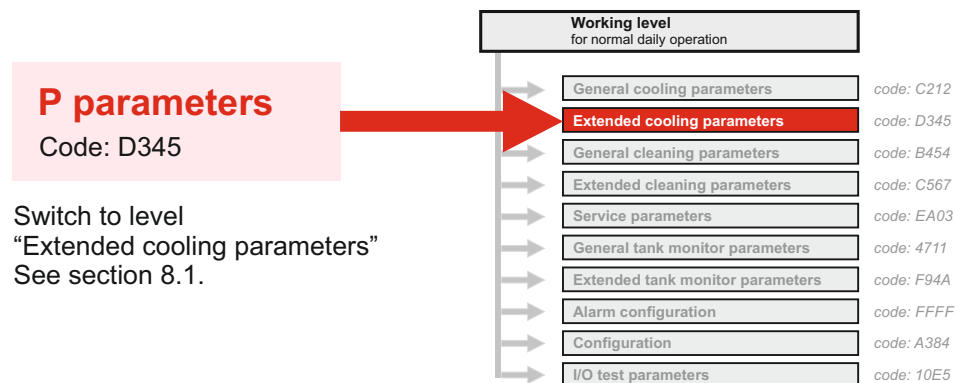 Working level
for normal daily operation
P parameters
Code: D345
Switch to level
“Extended cooling parameters”
See section 8.1.
General cooling parameters code: C212
Extended cooling parameters code: D345
General cleaning parameters code: B454
Extended cleaning parameters code: C567
Service parameters code: EA03
General tank monitor parameters code: 4711
Extended tank monitor parameters code: F94A
Alarm configuration code: FFFF
Configuration code: A384
I/O test parameters code: 10E5